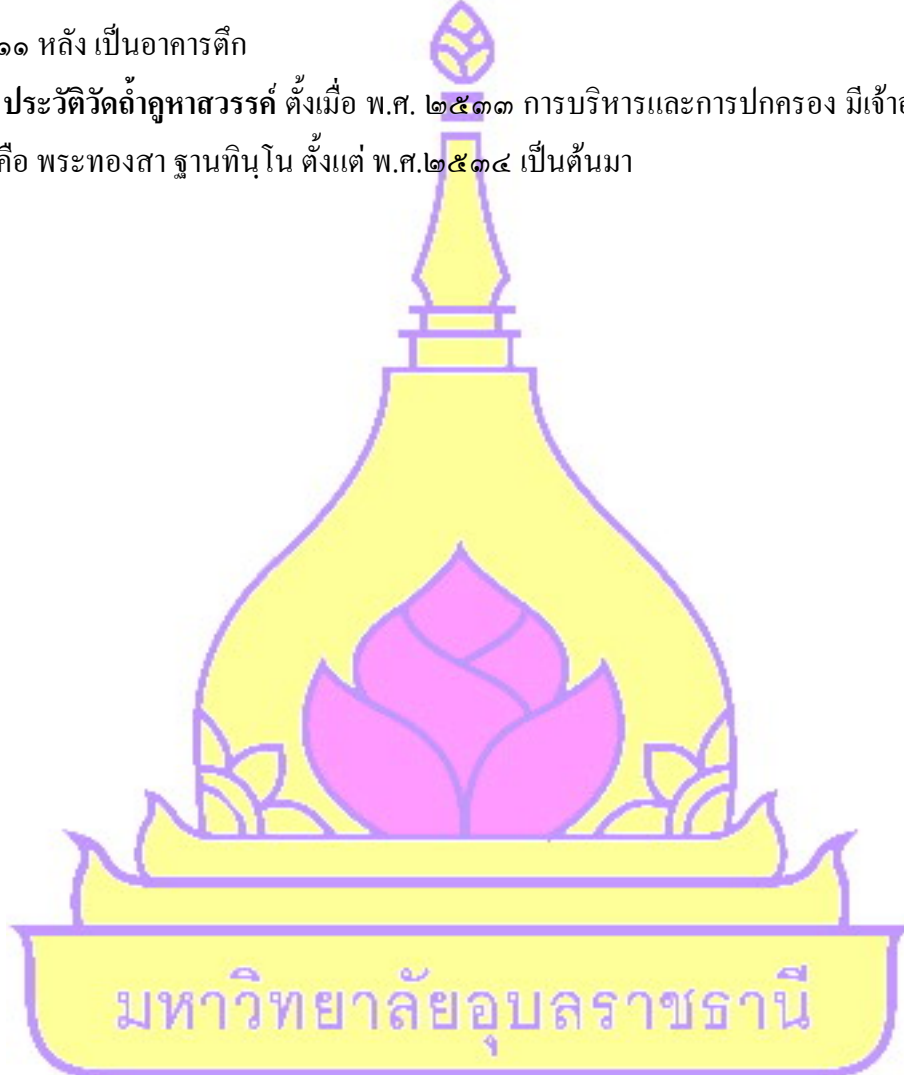 ๑๑ หลัง เป็นอาคารตึก
ประวัติวัดถ้ำคูหาสวรรค์ ตั้งเมื่อ พ.ศ. ๒๕๓๓ การบริหารและการปกครอง มีเจ้าอ
คือ พระทองสา ฐานทินฺโน ตั้งแต่ พ.ศ.๒๕๓๔ เป็นต้นมา
มหาวิทยาลัยอุบลราชธานี